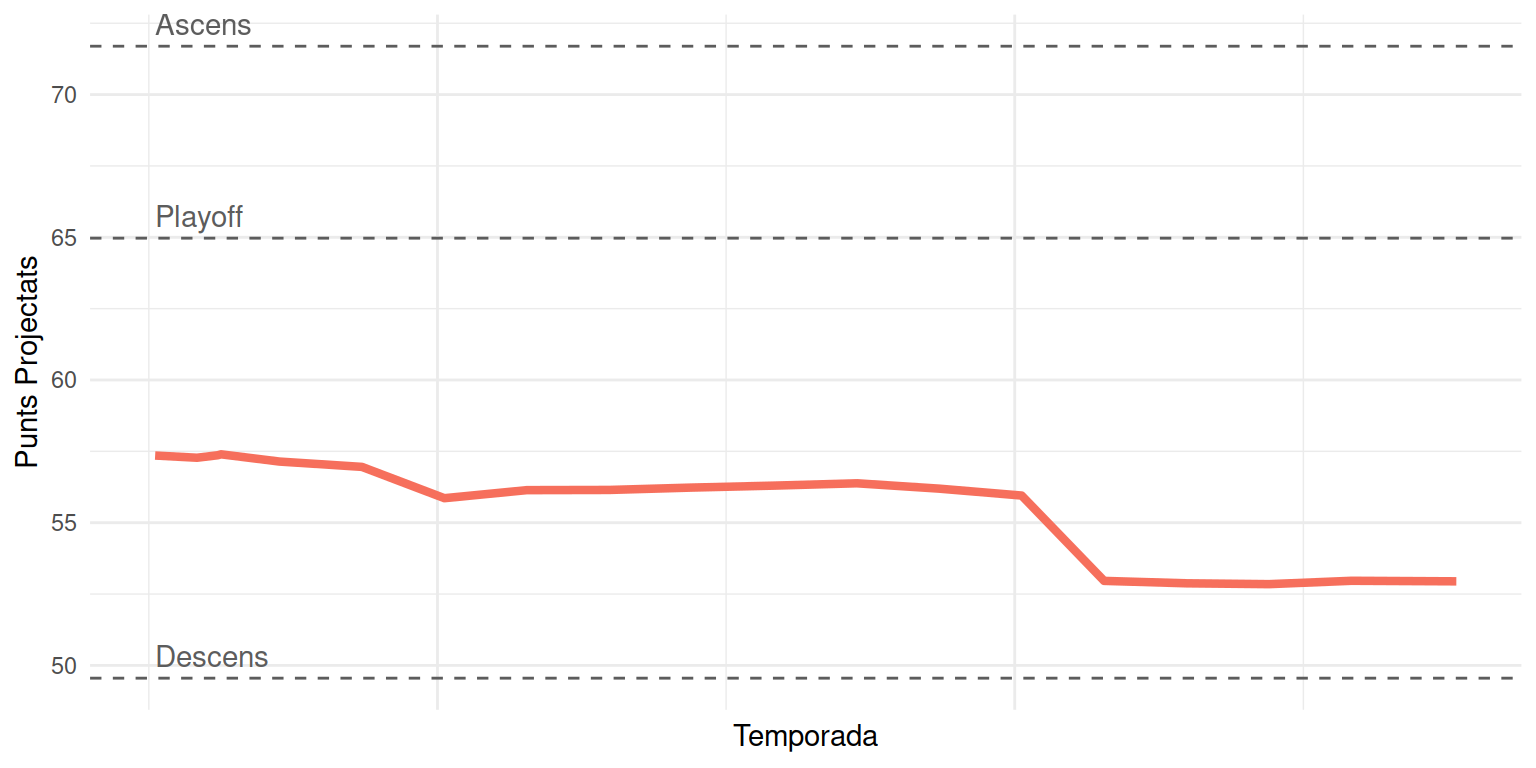 Ascens
70
Playoff
65
Punts Projectats
60
55
Descens
50
Temporada